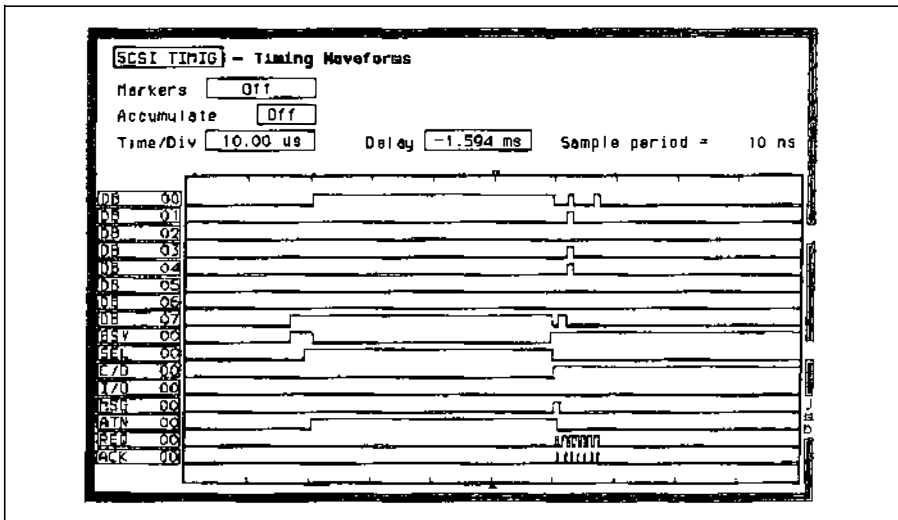 SCSI TIMIG - Timing Waveforms
Markers Off
Accumulate Off
Time/Div 10.00 us Delay -1.594 ms Sample period = 10 ns
DB 00
DB 01
DB 02
DB 03
DB 04
DB 05
DB 06
DB 07
BSY 00
SEL 00
C/D 00
I/O 00
MSG 00
ATN 00
REQ 00
ACK 00